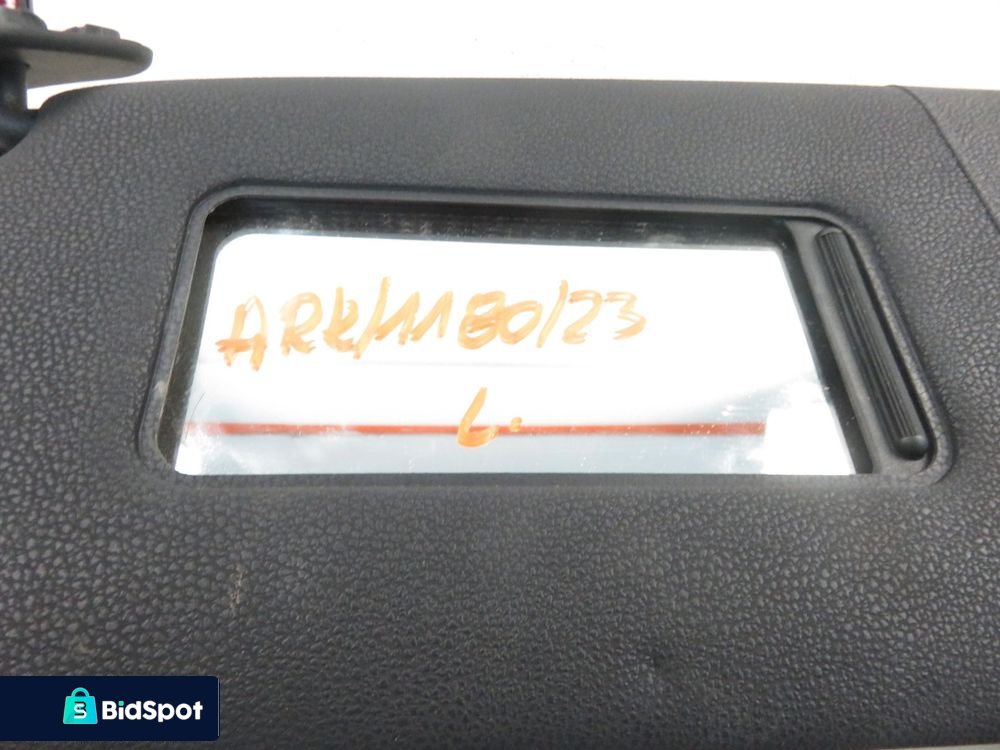 ARK/1180/23
L.
BidSpot